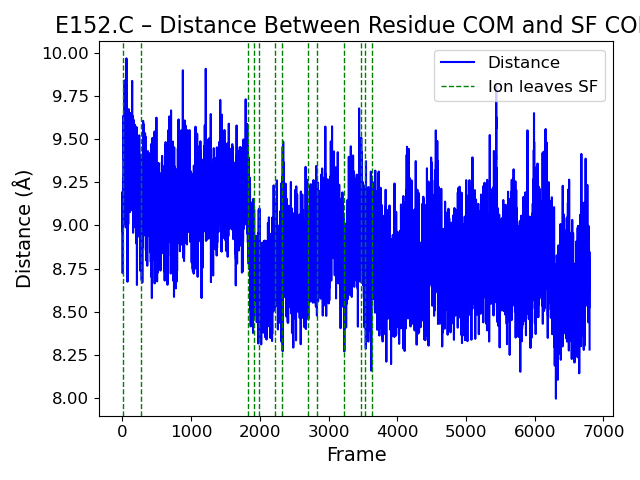 E152.C – Distance Between Residue COM and SF CO
Distance
Ion leaves SF
10.00
9.75
9.50
9.25
9.00
8.75
8.50
8.25
8.00
Distance (Å)
0 1000 2000 3000 4000 5000 6000 7000
Frame